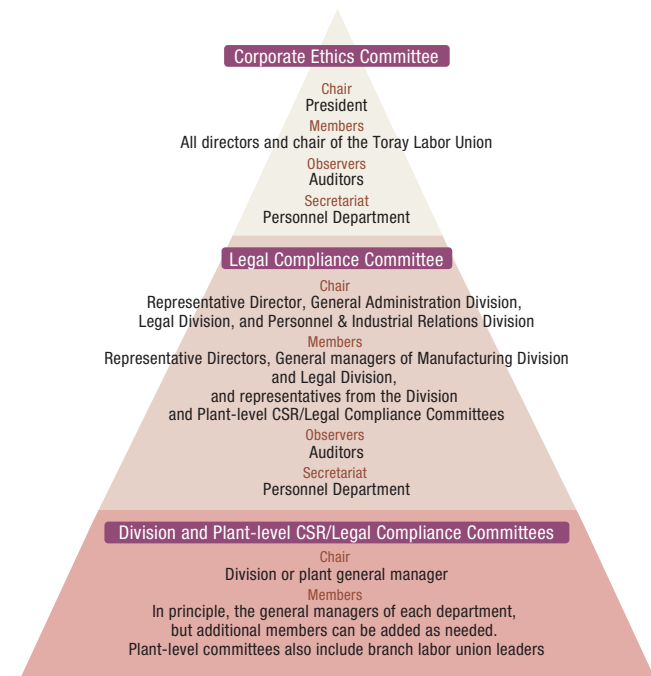 Corporate Ethics Committee
Chair
President
Members
All directors and chair of the Toray Labor Union
Observers
Auditors
Secretariat
Personnel Department
Legal Compliance Committee
Chair
Representative Director, General Administration Division,
Legal Division, and Personnel & Industrial Relations Division
Members
Representative Directors, General managers of Manufacturing Division
and Legal Division,
and representatives from the Division
and Plant-level CSR/Legal Compliance Committees
Observers
Auditors
Secretariat
Personnel Department
Division and Plant-level CSR/Legal Compliance Committees
Chair
Division or plant general manager
Members
In principle, the general managers of each department,
but additional members can be added as needed.
Plant-level committees also include branch labor union leaders